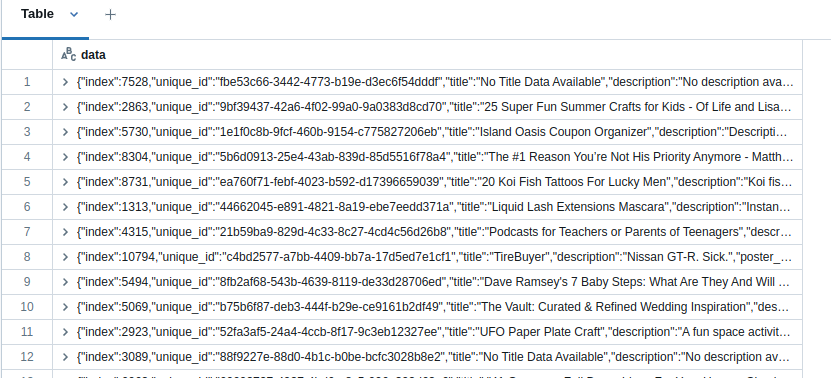 Table
data
1 {"index":7528,"unique_id":"fbe53c66-3442-4773-b19e-d3ec6f54dddf","title":"No Title Data Available","description":"No description ava...
2 {"index":2863,"unique_id":"9bf39437-42a6-4f02-99a0-9a0383d8cd70","title":"25 Super Fun Summer Crafts for Kids - Of Life and Lisa...
3 {"index":5730,"unique_id":"1e1f0c8b-9fcf-460b-9154-c775827206eb","title":"Island Oasis Coupon Organizer","description":"Descripti...
4 {"index":8304,"unique_id":"5b6d0913-25e4-43ab-839d-85d5516f78a4","title":"The #1 Reason You're Not His Priority Anymore - Matth...
5 {"index":8731,"unique_id":"ea760f71-febf-4023-b592-d17396659039","title":"20 Koi Fish Tattoos For Lucky Men","description":"Koi fis...
6 {"index":1313,"unique_id":"44662045-e891-4821-8a19-ebe7eedd371a","title":"Liquid Lash Extensions Mascara","description":"Instan...
7 {"index":4315,"unique_id":"21b59ba9-829d-4c33-8c27-4cd4c56d26b8","title":"Podcasts for Teachers or Parents of Teenagers","descr...
8 {"index":10794,"unique_id":"c4bd2577-a7bb-4409-bb7a-17d5ed7e1cf1","title":"TireBuyer","description":"Nissan GT-R. Sick.","poster_...
9 {"index":5494,"unique_id":"8fb2af68-543b-4639-8119-de33d28706ed","title":"Dave Ramsey's 7 Baby Steps: What Are They And Will ...
10 {"index":5069,"unique_id":"b75b6f87-deb3-444f-b29e-ce9161b2df49","title":"The Vault: Curated & Refined Wedding Inspiration","des...
11 {"index":2923,"unique_id":"52fa3af5-24a4-4ccb-8f17-9c3eb12327ee","title":"UFO Paper Plate Craft","description":"A fun space activit...
12 {"index":3089,"unique_id":"88f9227e-88d0-4b1c-b0be-bcfc3028b8e2","title":"No Title Data Available","description":"No description av...